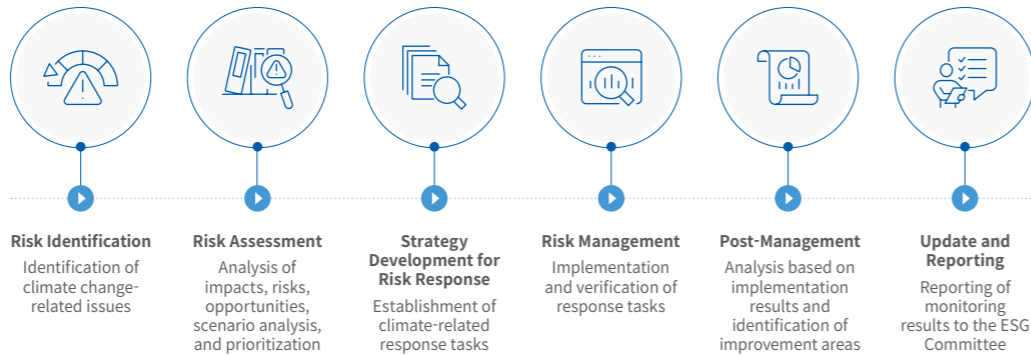 Risk Identification
Identification of
climate change-
related issues
Risk Assessment
Analysis of
impacts, risks,
opportunities,
scenario analysis,
and prioritization
Strategy
Development for
Risk Response
Establishment of
climate-related
response tasks
Risk Management
Implementation
and verification of
response tasks
Post-Management
Analysis based on
implementation
results and
identification of
improvement areas
Update and
Reporting
Reporting of
monitoring
results to the ESG
Committee